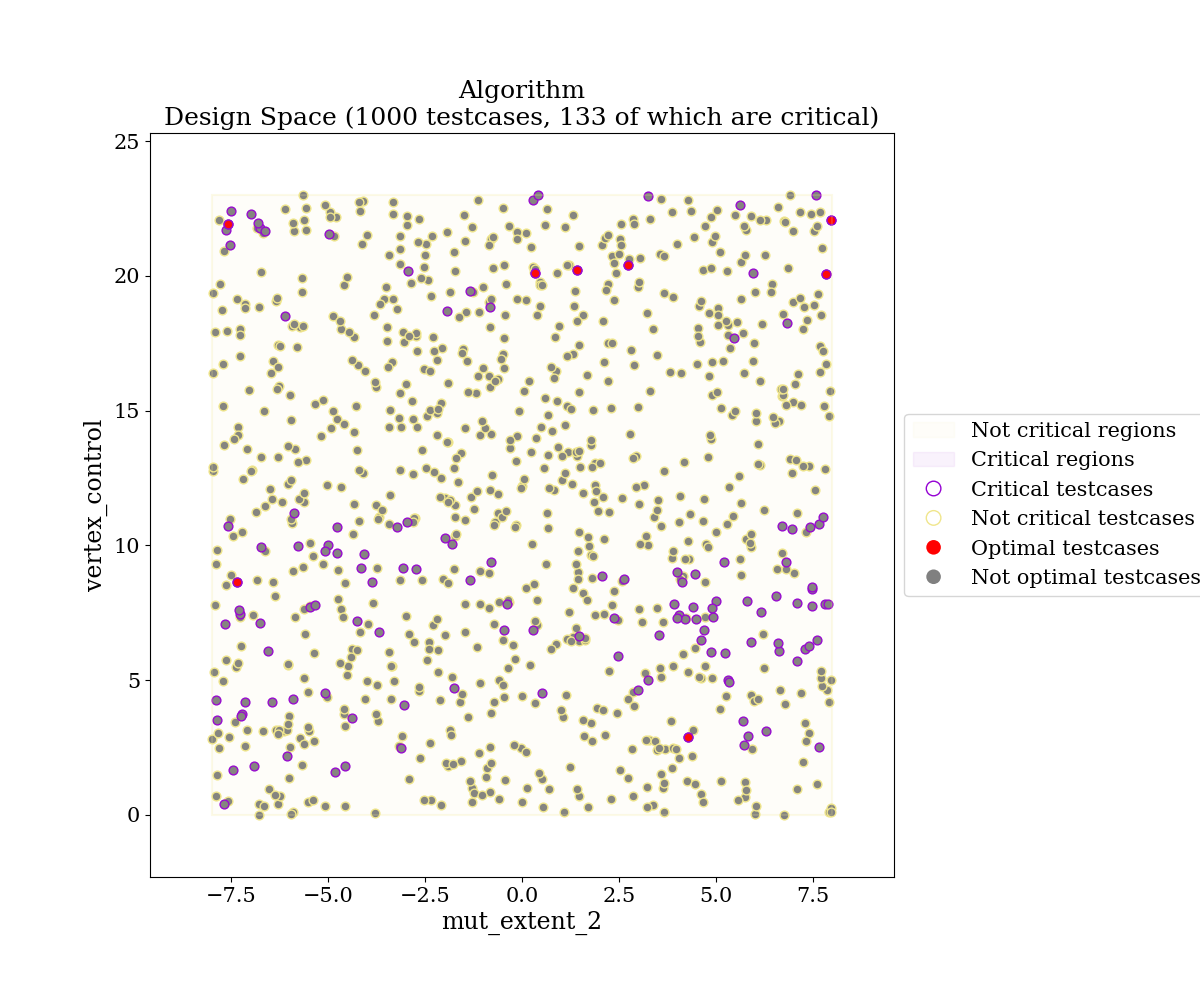 Algorithm
Design Space (1000 testcases, 133 of which are critical)
25
20
15
10
5
0
vertex_control
−7.5 −5.0 −2.5 0.0 2.5 5.0 7.5
mut_extent_2
Not critical regions
Critical regions
Critical testcases
Not critical testcases
Optimal testcases
Not optimal testcases